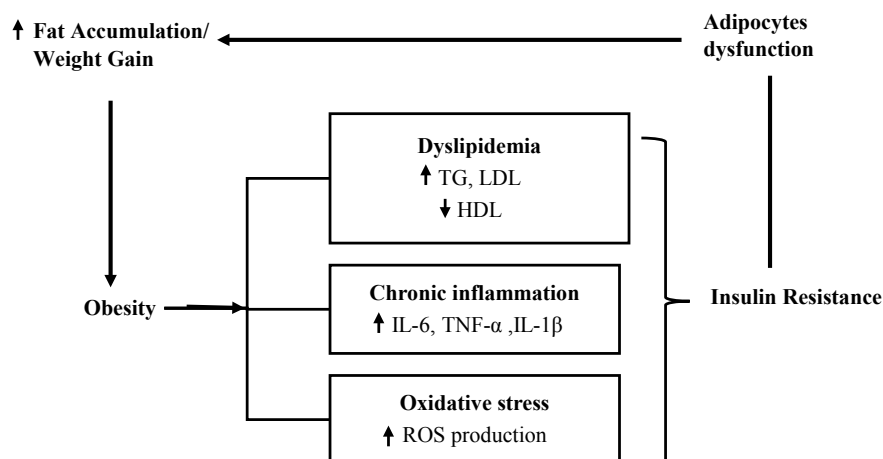 ↑ Fat Accumulation/
Weight Gain
Adipocytes
dysfunction
Dyslipidemia
↑ TG, LDL
↓ HDL
Obesity
Chronic inflammation
↑ IL-6, TNF-α ,IL-1β
Insulin Resistance
Oxidative stress
↑ ROS production